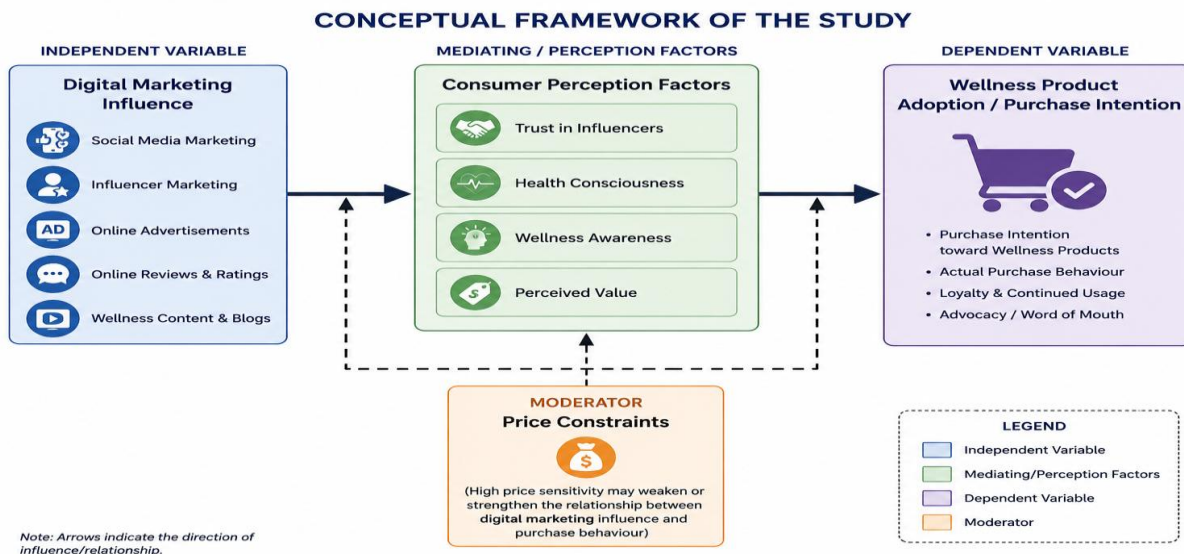 CONCEPTUAL FRAMEWORK OF THE STUDY
INDEPENDENT VARIABLE
Digital Marketing
Influence
Social Media Marketing
Influencer Marketing
AD
Online Advertisements
Online Reviews & Ratings
Wellness Content & Blogs
MEDIATING / PERCEPTION FACTORS
Consumer Perception Factors
Trust in Influencers
Health Consciousness
Wellness Awareness
$
Perceived Value
DEPENDENT VARIABLE
Wellness Product
Adoption / Purchase Intention
• Purchase Intention
toward Wellness Products
• Actual Purchase Behaviour
• Loyalty & Continued Usage
• Advocacy / Word of Mouth
MODERATOR
Price Constraints
$
(High price sensitivity may weaken or
strengthen the relationship between
digital marketing influence and
purchase behaviour)
LEGEND
Independent Variable
Mediating/Perception Factors
Dependent Variable
Moderator
Note: Arrows indicate the direction of
influence/relationship.